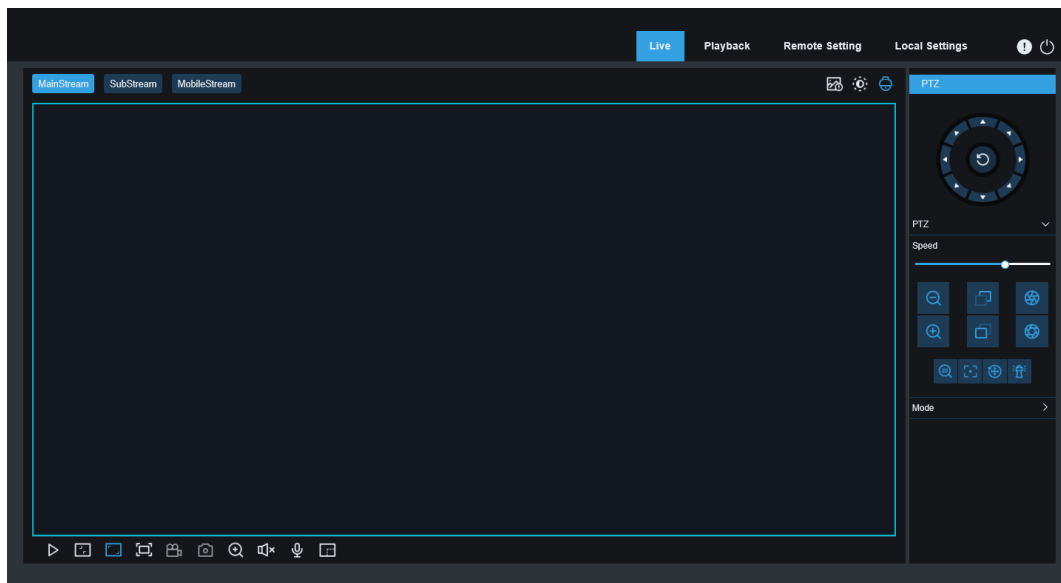 Live Playback Remote Setting Local Settings
MainStream SubStream MobileStream
PTZ
PTZ
Speed
Mode